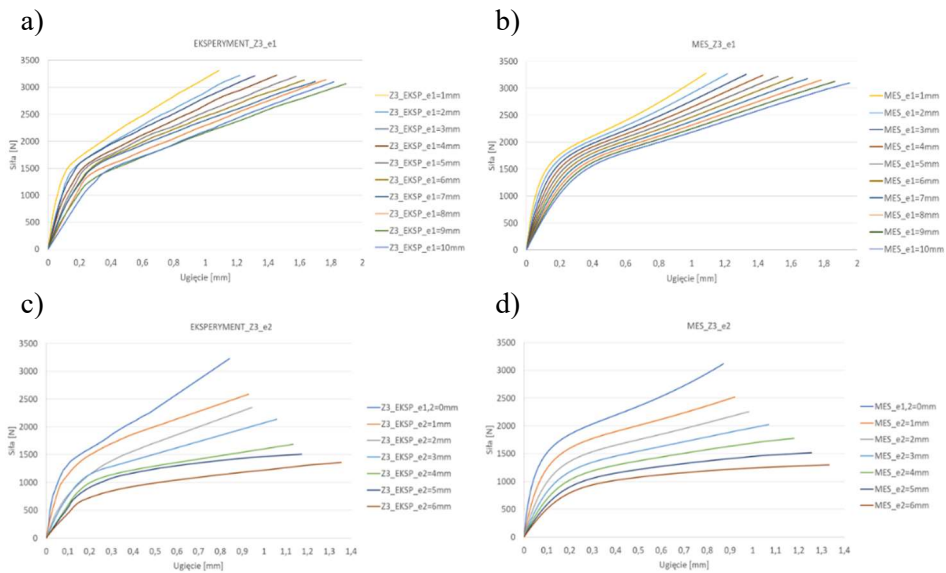 a)
EKSPERYMENT_Z3_e1
3500
3000
2500
2000
1500
1000
500
0
Siła [N]
0 0,2 0,4 0,6 0,8 1 1,2 1,4 1,6 1,8 2
Ugięcie [mm]
Z3_EKSP_e1=1mm
Z3_EKSP_e1=2mm
Z3_EKSP_e1=3mm
Z3_EKSP_e1=4mm
Z3_EKSP_e1=5mm
Z3_EKSP_e1=6mm
Z3_EKSP_e1=7mm
Z3_EKSP_e1=8mm
Z3_EKSP_e1=9mm
Z3_EKSP_e1=10mm
b)
MES_Z3_e1
3500
3000
2500
2000
1500
1000
500
0
Siła [N]
0 0,2 0,4 0,6 0,8 1 1,2 1,4 1,6 1,8 2
Ugięcie [mm]
MES_e1=1mm
MES_e1=2mm
MES_e1=3mm
MES_e1=4mm
MES_e1=5mm
MES_e1=6mm
MES_e1=7mm
MES_e1=8mm
MES_e1=9mm
MES_e1=10mm
c)
EKSPERYMENT_Z3_e2
3500
3000
2500
2000
1500
1000
500
0
Siła [N]
0 0,1 0,2 0,3 0,4 0,5 0,6 0,7 0,8 0,9 1 1,1 1,2 1,3 1,4
Ugięcie [mm]
Z3_EKSP_e1,2=0mm
Z3_EKSP_e2=1mm
Z3_EKSP_e2=2mm
Z3_EKSP_e2=3mm
Z3_EKSP_e2=4mm
Z3_EKSP_e2=5mm
Z3_EKSP_e2=6mm
d)
MES_Z3_e2
3500
3000
2500
2000
1500
1000
500
0
Siła [N]
0 0,1 0,2 0,3 0,4 0,5 0,6 0,7 0,8 0,9 1 1,1 1,2 1,3 1,4
Ugięcie [mm]
MES_e1,2=0mm
MES_e2=1mm
MES_e2=2mm
MES_e2=3mm
MES_e2=4mm
MES_e2=5mm
MES_e2=6mm